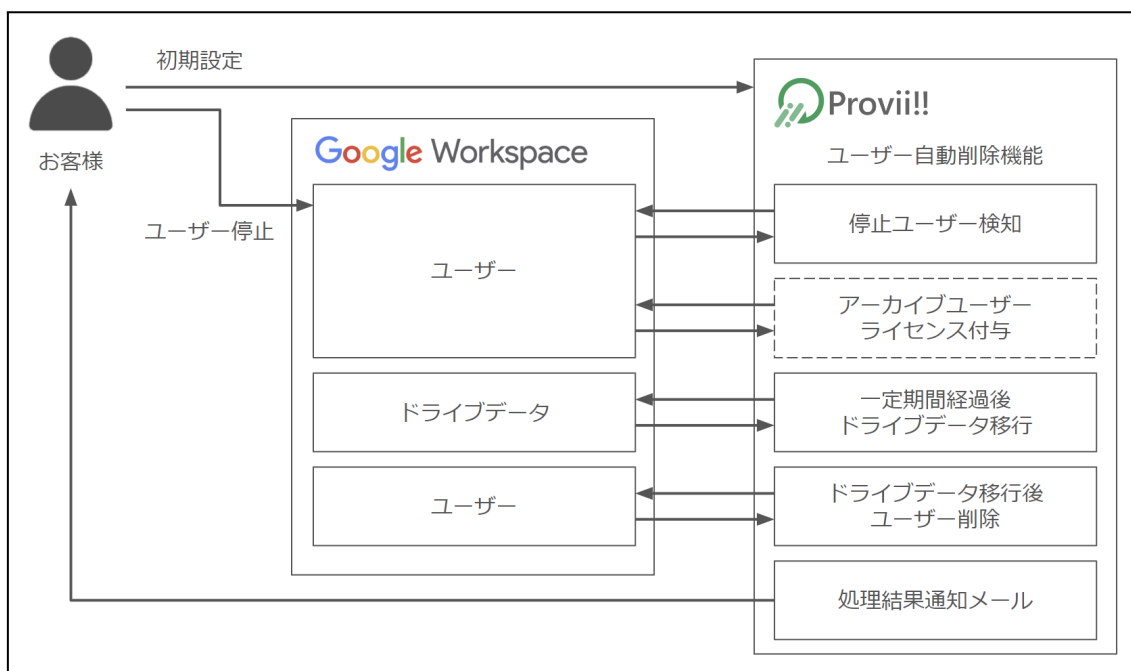 初期設定
お客様
ユーザー停止
Google Workspace
ユーザー
ドライブデータ
ユーザー
Provii!!
ユーザー自動削除機能
停止ユーザー検知
アーカイブユーザー
ライセンス付与
一定期間経過後
ドライブデータ移行
ドライブデータ移行後
ユーザー削除
処理結果通知メール